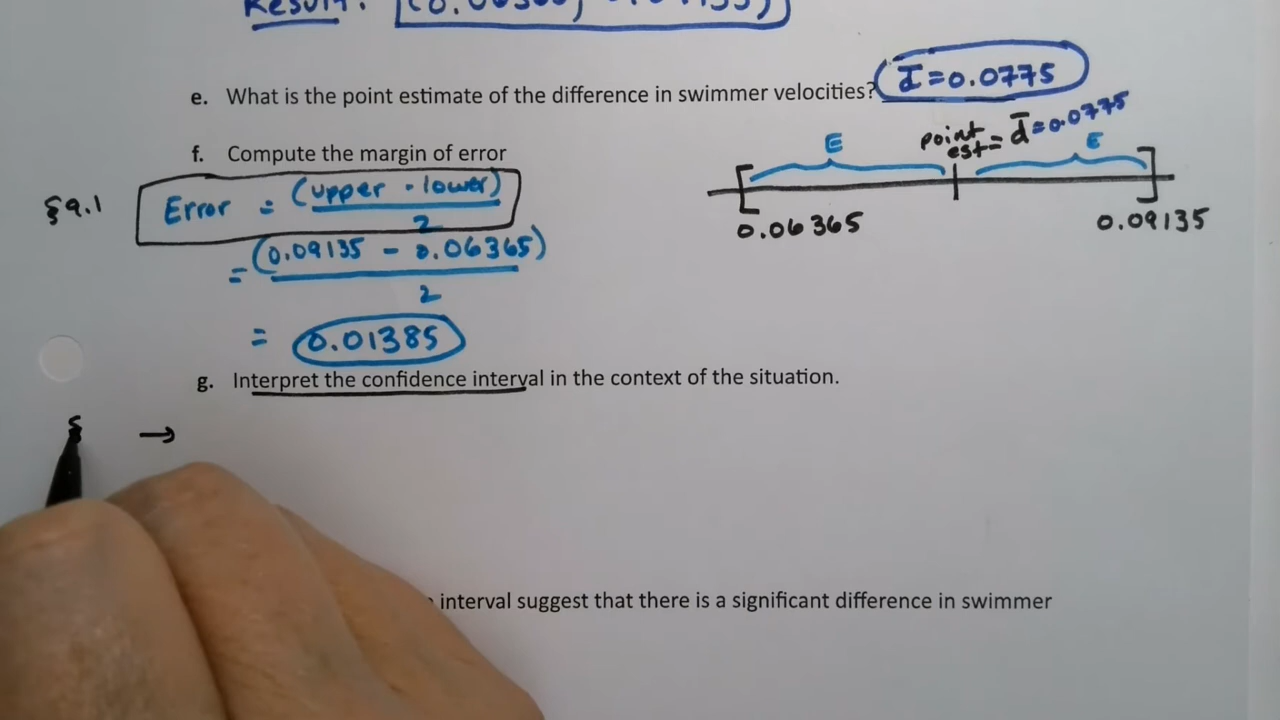 Result:
e. What is the point estimate of the difference in swimmer velocities? d̄=0.0775
point est = d̄=0.0775
f. Compute the margin of error
E E
§9.1 Error = (upper - lower)
2
0.06365 0.09135
= (0.09135 - 0.06365)
2
= 0.01385
g. Interpret the confidence interval in the context of the situation.
§ →
interval suggest that there is a significant difference in swimmer